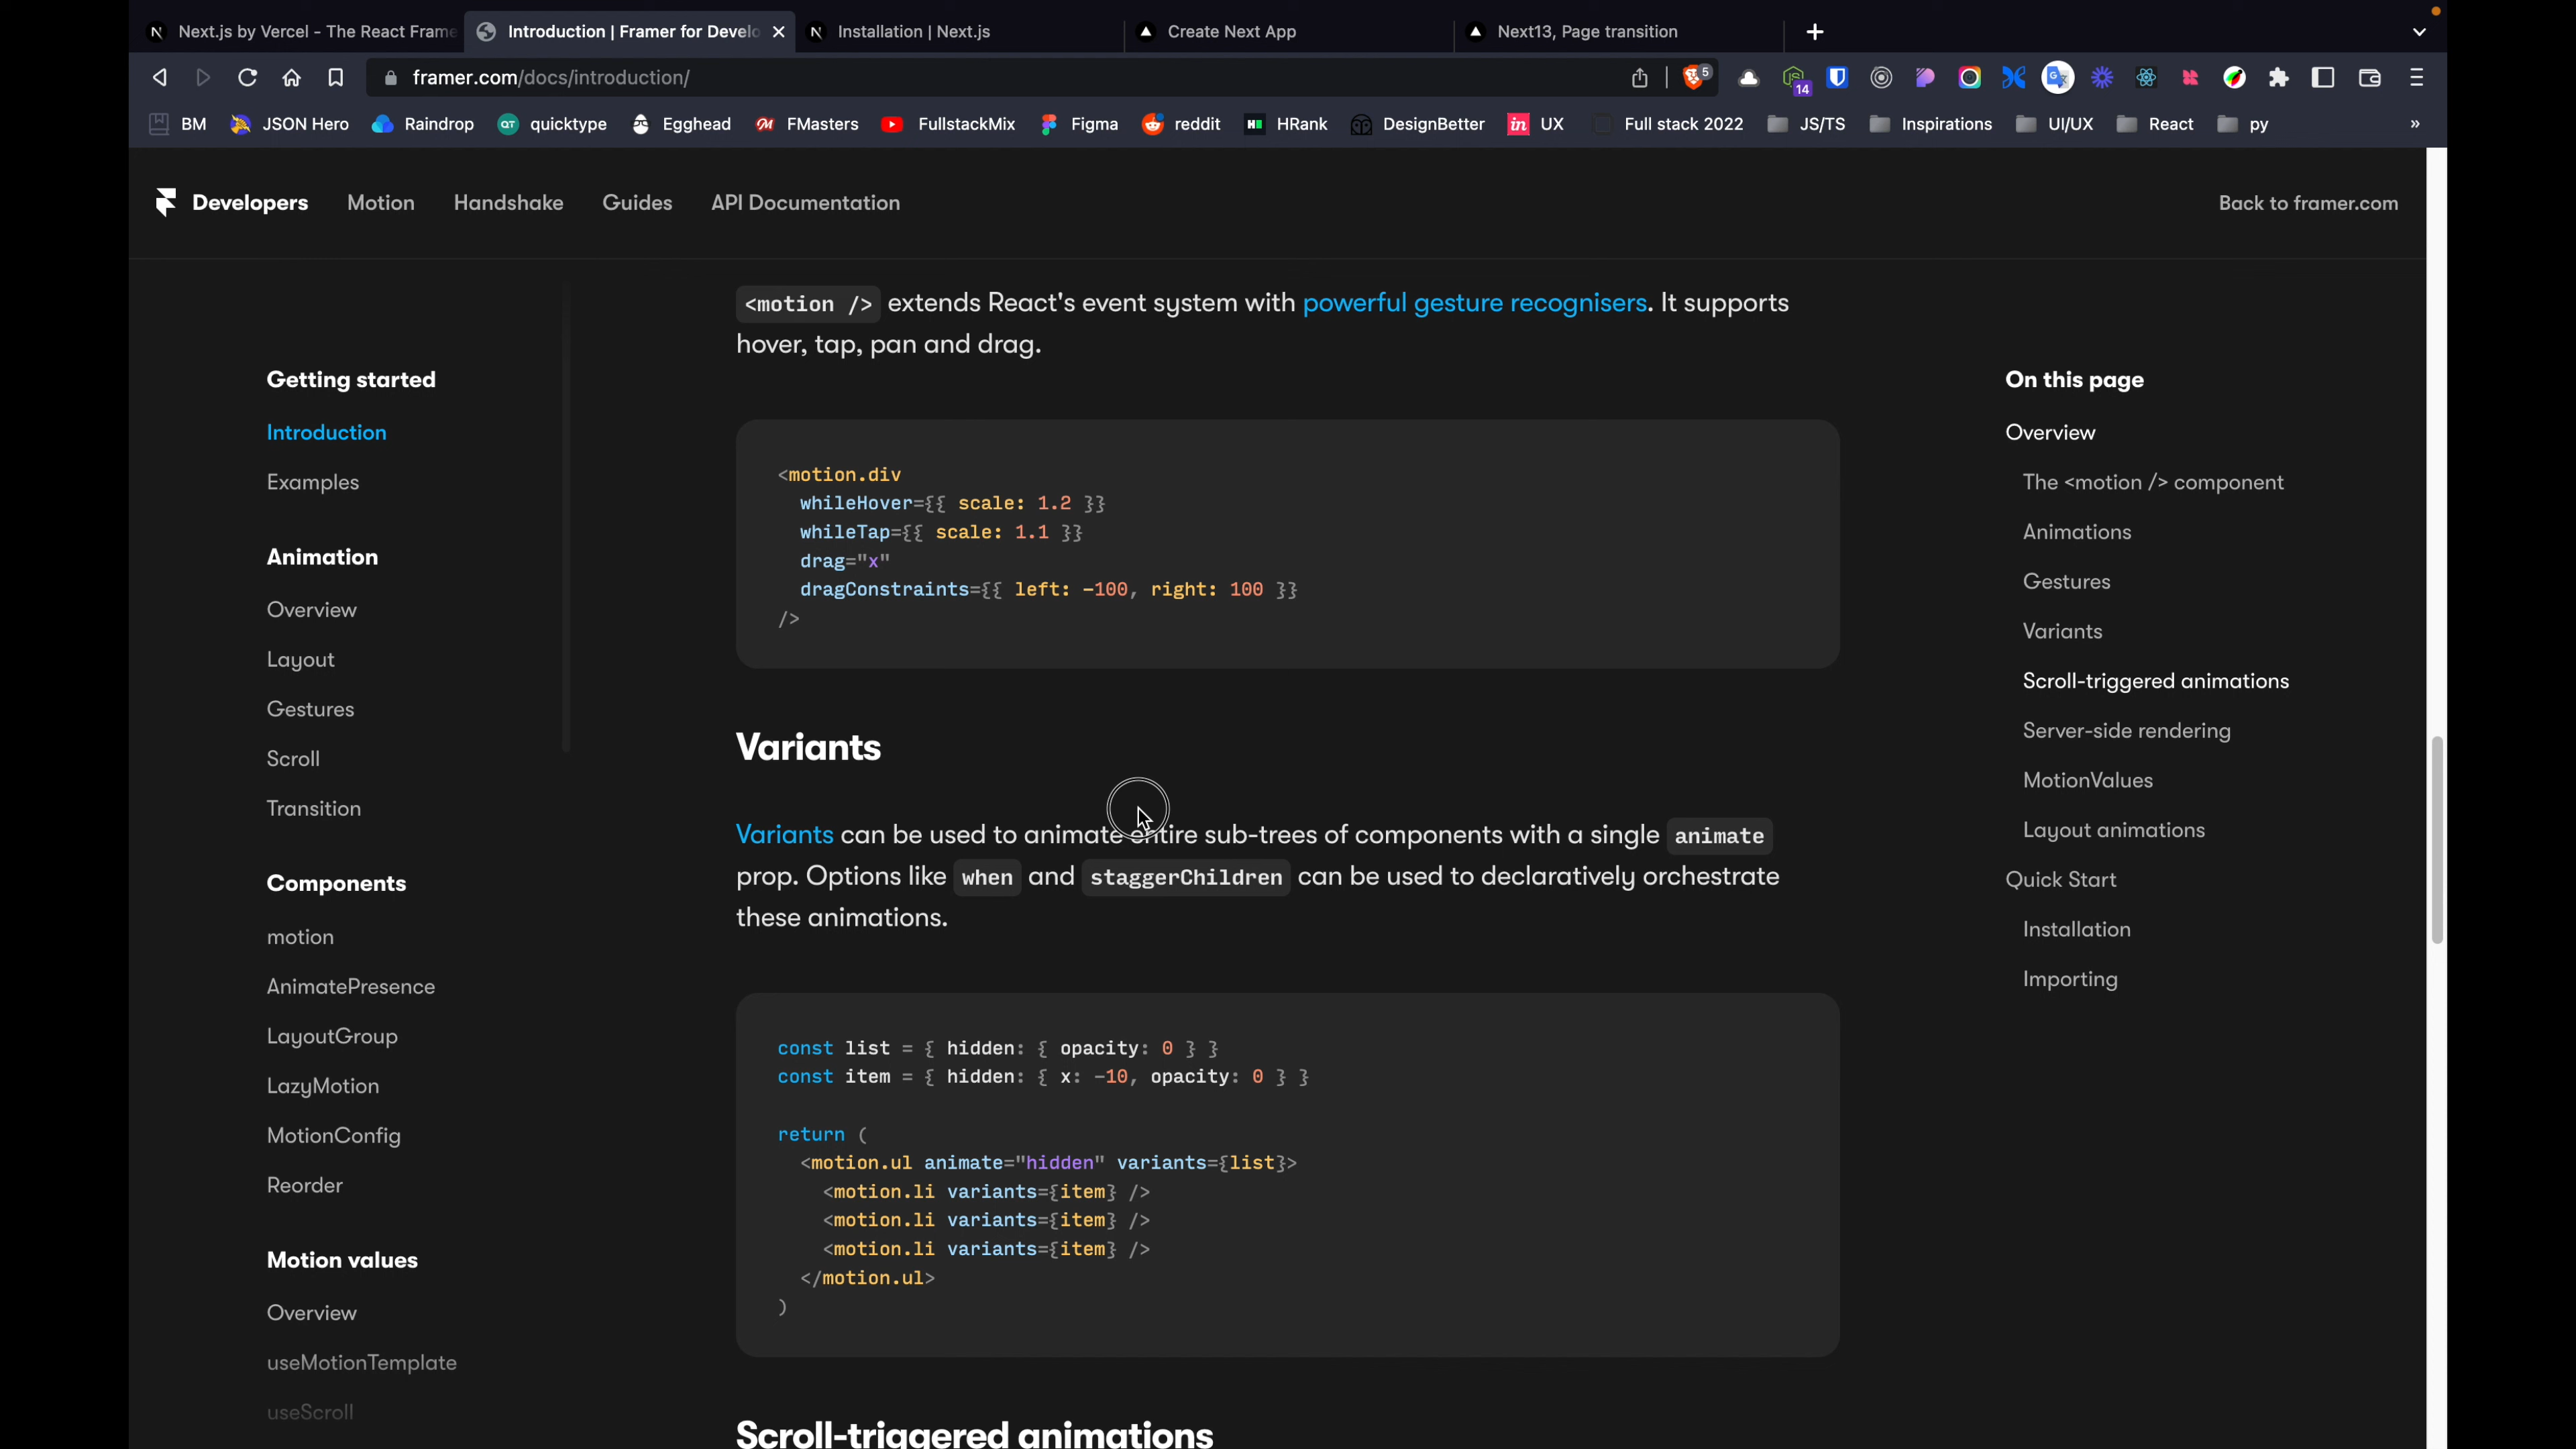 Next.js by Vercel - The React Frame
Introduction | Framer for Develo
Installation | Next.js
Create Next App
Next13, Page transition
framer.com/docs/introduction/
5
14
BM
JSON Hero
Raindrop
quicktype
Egghead
FMasters
FullstackMix
Figma
reddit
HRank
DesignBetter
UX
Full stack 2022
JS/TS
Inspirations
UI/UX
React
py
»
Developers
Motion
Handshake
Guides
API Documentation
Back to framer.com
Getting started
Introduction
Examples
Animation
Overview
Layout
Gestures
Scroll
Transition
Components
motion
AnimatePresence
LayoutGroup
LazyMotion
MotionConfig
Reorder
Motion values
Overview
useMotionTemplate
useScroll
<motion /> extends React's event system with powerful gesture recognisers. It supports
hover, tap, pan and drag.
<motion.div
whileHover={{ scale: 1.2 }}
whileTap={{ scale: 1.1 }}
drag="x"
dragConstraints={{ left: -100, right: 100 }}
/>
Variants
Variants can be used to animate entire sub-trees of components with a single animate
prop. Options like when and staggerChildren can be used to declaratively orchestrate
these animations.
const list = { hidden: { opacity: 0 } }
const item = { hidden: { x: -10, opacity: 0 } }
return (
<motion.ul animate="hidden" variants={list}>
<motion.li variants={item} />
<motion.li variants={item} />
<motion.li variants={item} />
</motion.ul>
)
Scroll-triggered animations
On this page
Overview
The <motion /> component
Animations
Gestures
Variants
Scroll-triggered animations
Server-side rendering
MotionValues
Layout animations
Quick Start
Installation
Importing